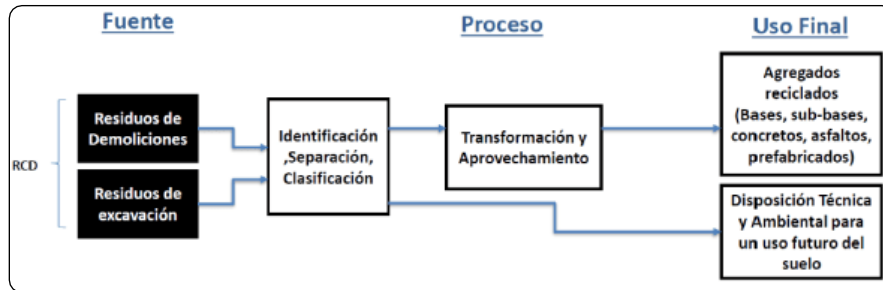 Fuente
Proceso
Uso Final
RCD
Residuos de
Demoliciones
Residuos de
excavación
Identificación
,Separación,
Clasificación
Transformación y
Aprovechamiento
Agregados
reciclados
(Bases, sub-bases,
concretos, asfaltos,
prefabricados)
Disposición Técnica
y Ambiental para
un uso futuro del
suelo